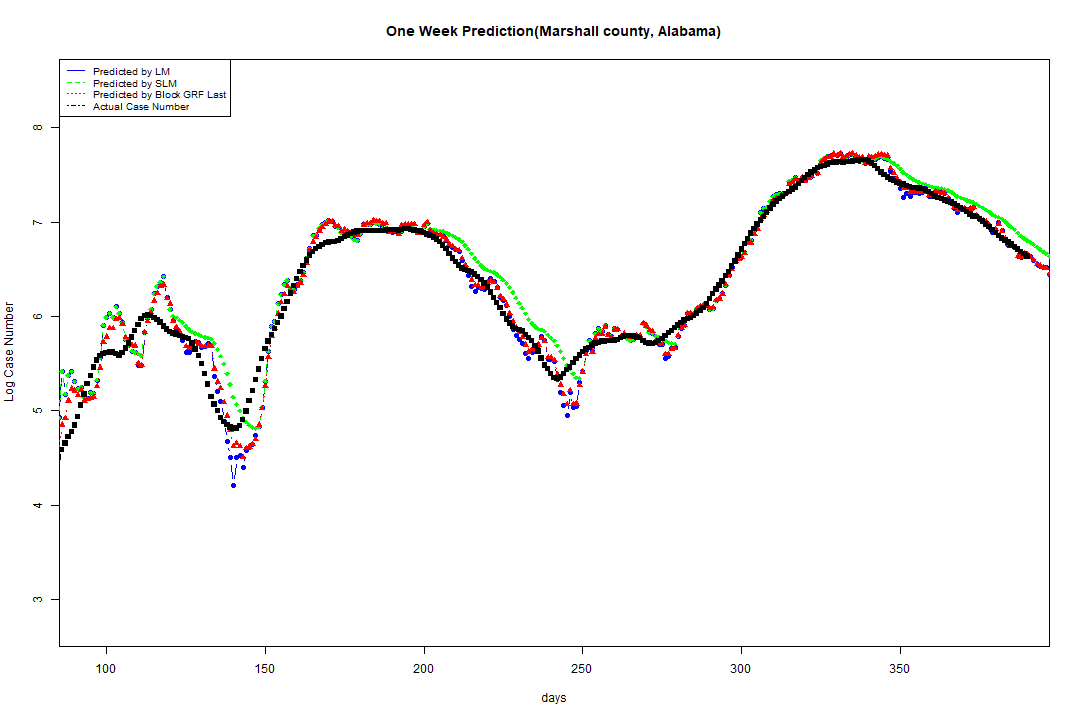 One Week Prediction(Marshall county, Alabama)
Predicted by LM
Predicted by SLM
Predicted by Block GRF Last
Actual Case Number
8
7
6
5
4
3
Log Case Number
100 150 200 250 300 350
days